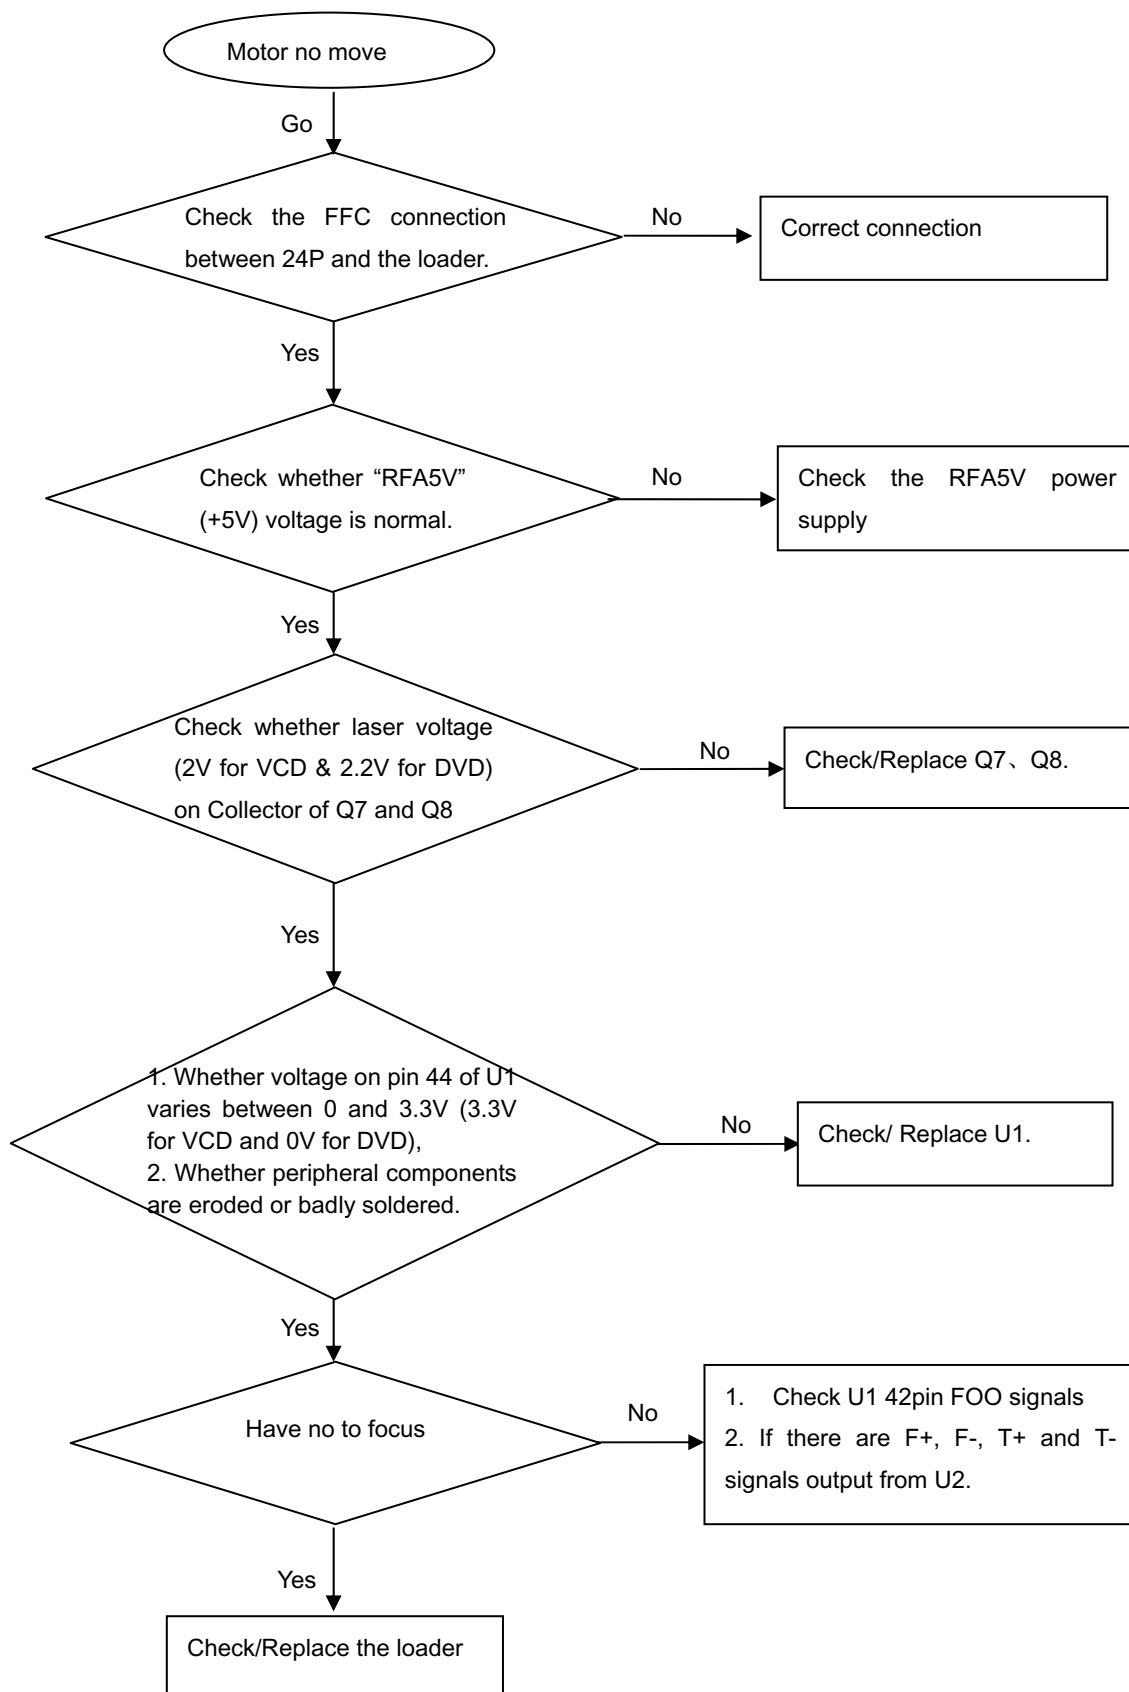 Motor no move
Go
Check the FFC connection
between 24P and the loader.
No
Correct connection
Yes
Check whether “RFA5V”
(+5V) voltage is normal.
No
Check the RFA5V power
supply
Yes
Check whether laser voltage
(2V for VCD & 2.2V for DVD)
on Collector of Q7 and Q8
No
Check/Replace Q7、Q8.
Yes
1. Whether voltage on pin 44 of U1
varies between 0 and 3.3V (3.3V
for VCD and 0V for DVD),
2. Whether peripheral components
are eroded or badly soldered.
No
Check/ Replace U1.
Yes
Have no to focus
No
1. Check U1 42pin FOO signals
2. If there are F+, F-, T+ and T-
signals output from U2.
Yes
Check/Replace the loader